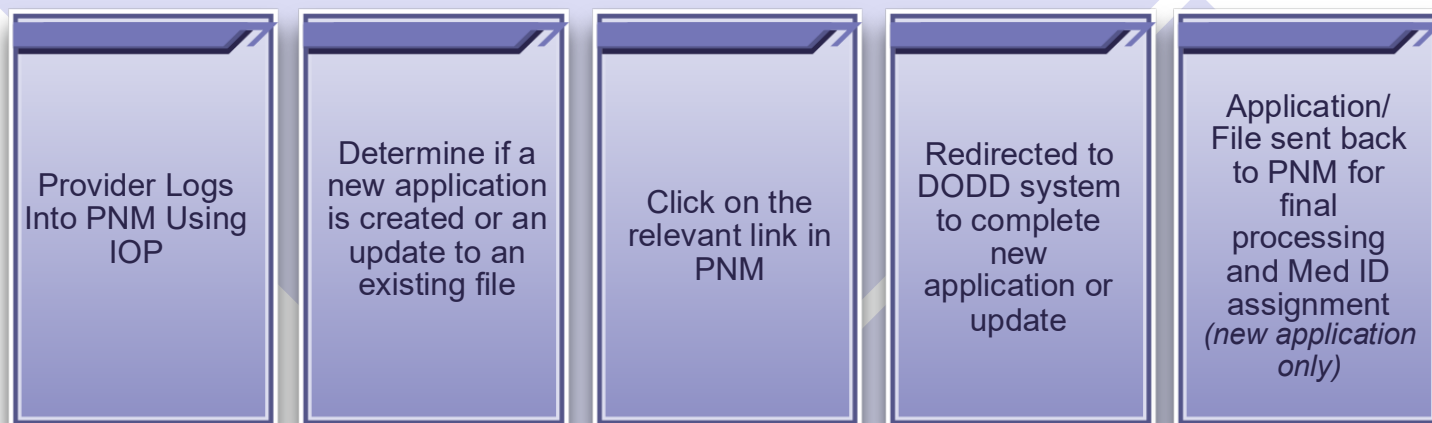 Provider Logs
Into PNM Using
IOP
Determine if a
new application
is created or an
update to an
existing file
Click on the
relevant link in
PNM
Redirected to
DODD system
to complete
new
application or
update
Application/
File sent back
to PNM for
final
processing
and Med ID
assignment
(new application
only)